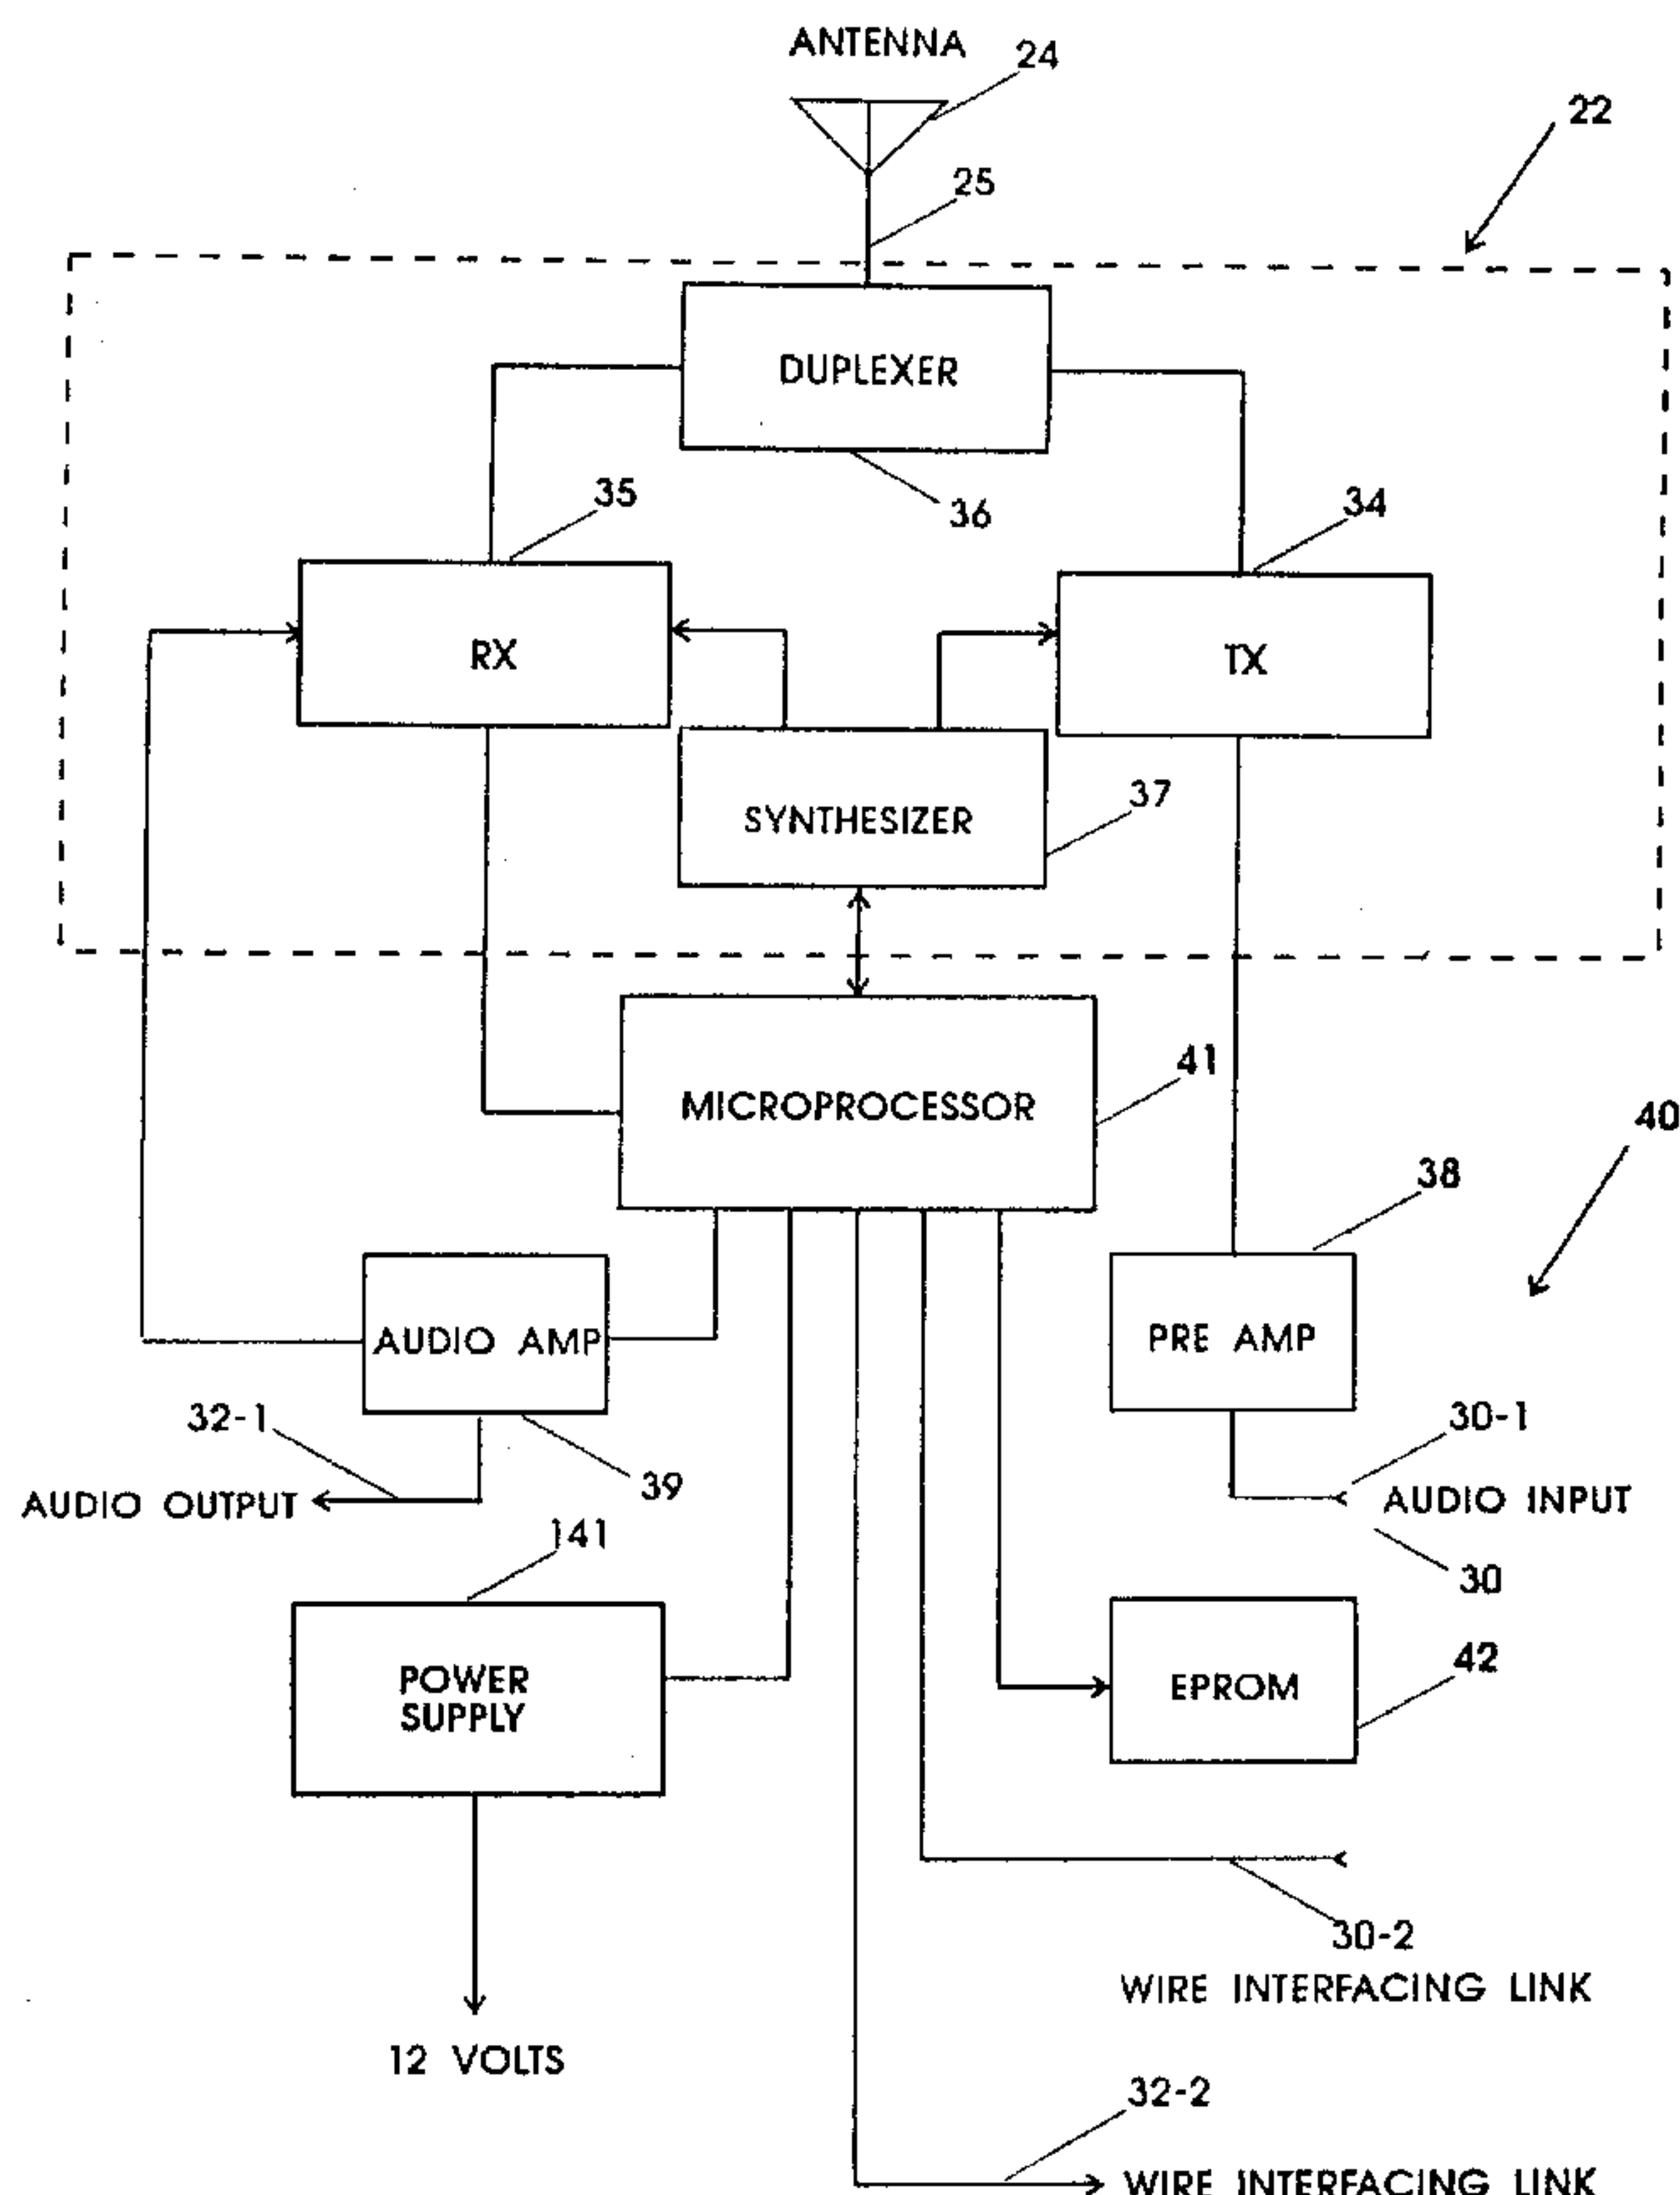 ANTENNA
24
22
25
DUPLEXER
36
35
34
RX
TX
37
SYNTHESIZER
41
MICROPROCESSOR
40
38
AUDIO AMP
PRE AMP
32-1
30-1
39
AUDIO OUTPUT
AUDIO INPUT
141
30
42
POWER
SUPPLY
EPROM
30-2
WIRE INTERFACING LINK
12 VOLTS
32-2
WIRE INTERFACING LINK